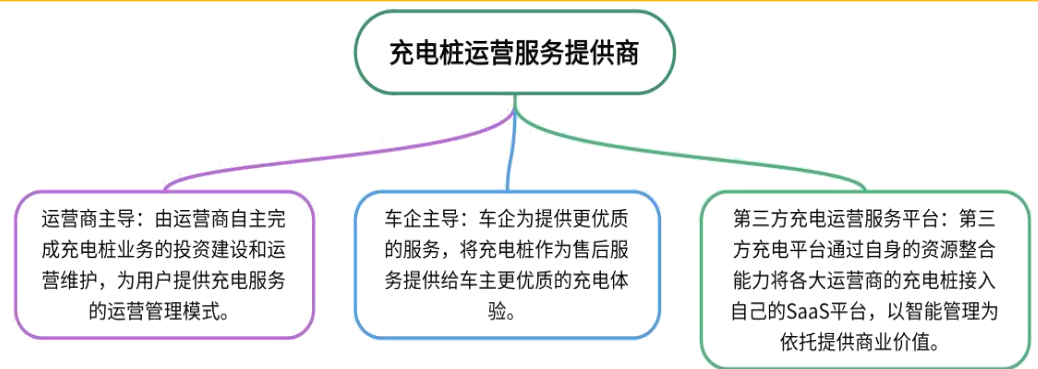 充电桩运营服务提供商
运营商主导：由运营商自主完
成充电桩业务的投资建设和运
营维护，为用户提供充电服务
的运营管理模式。
车企主导：车企为提供更优质
的服务，将充电桩作为售后服
务提供给车主更优质的充电体
验。
第三方充电运营服务平台：第三
方充电平台通过自身的资源整合
能力将各大运营商的充电桩接入
自己的SaaS平台，以智能管理为
依托提供商业价值。